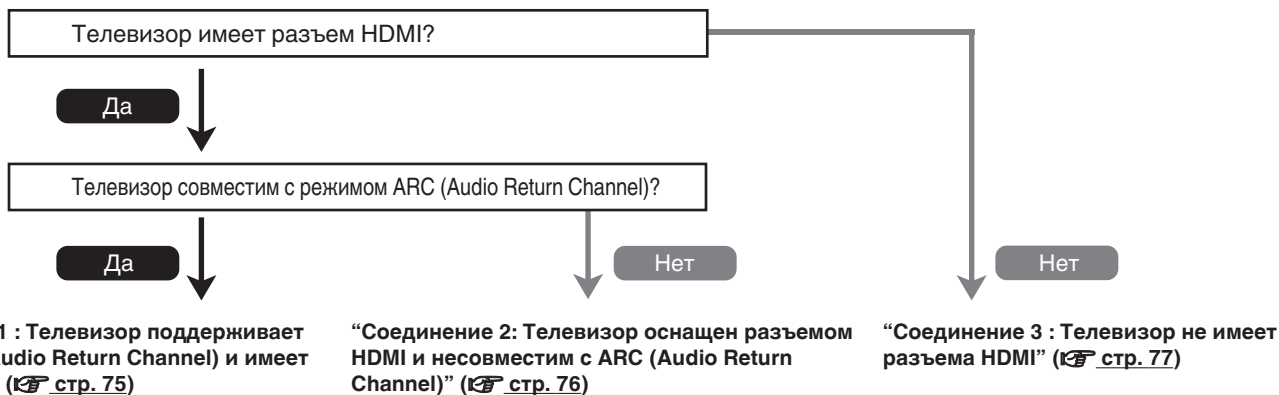 Телевизор имеет разъем HDMI?
Да
Телевизор совместим с режимом ARC (Audio Return Channel)?
Да
Нет
Нет
1 : Телевизор поддерживает
Audio Return Channel) и имеет
(☞ стр. 75)
“Соединение 2: Телевизор оснащен разъемом
HDMI и несовместим с ARC (Audio Return
Channel)” (☞ стр. 76)
“Соединение 3 : Телевизор не имеет
разъема HDMI” (☞ стр. 77)